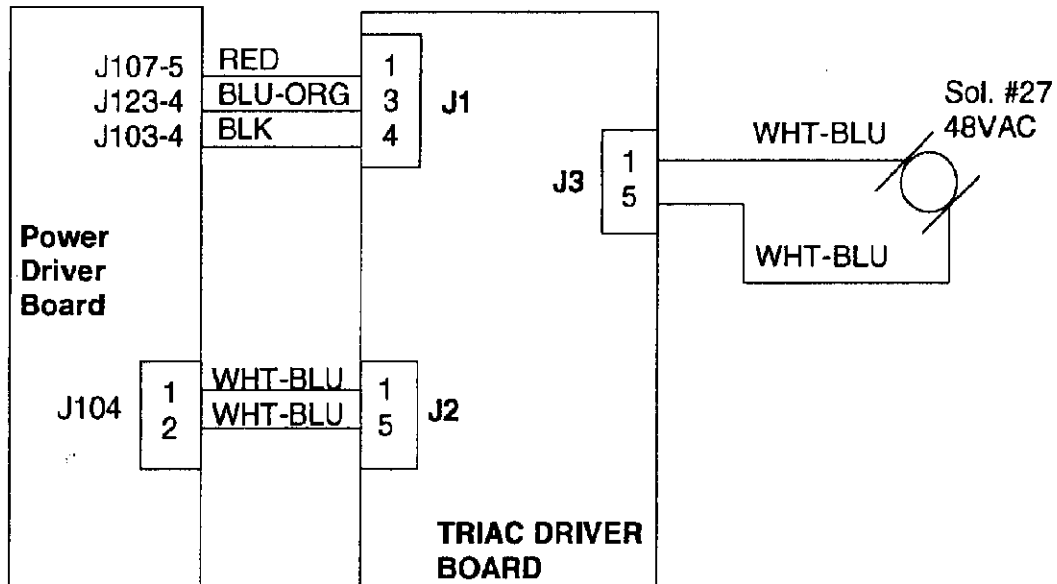 J107-5 RED 1
J123-4 BLU-ORG 3 J1
J103-4 BLK 4
Sol. #27
48VAC
WHT-BLU
J3 1
5
WHT-BLU
Power
Driver
Board
J104 1 WHT-BLU 1 J2
2 WHT-BLU 5
TRIAC DRIVER
BOARD